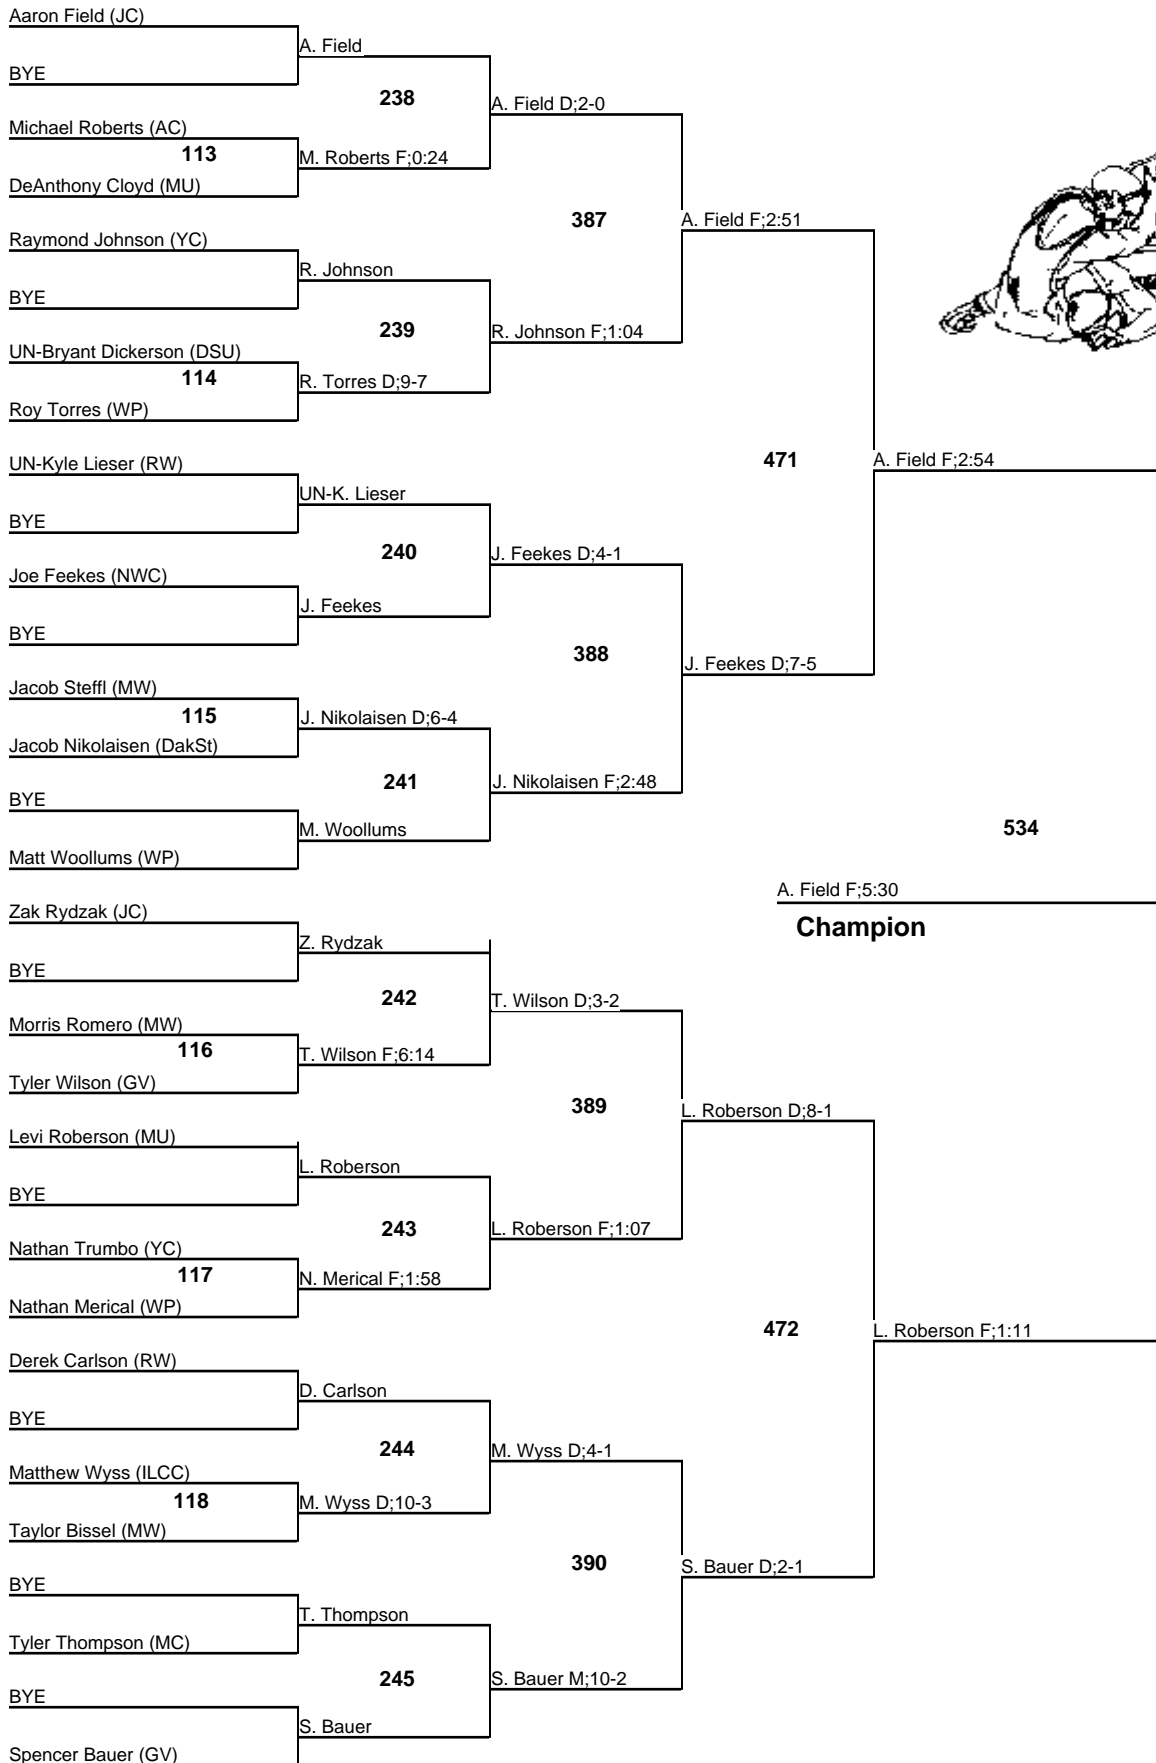 Aaron Field (JC)
A. Field
BYE
238
A. Field D;2-0
Michael Roberts (AC)
113
M. Roberts F;0:24
DeAnthony Cloyd (MU)
387
A. Field F;2:51
Raymond Johnson (YC)
R. Johnson
BYE
239
R. Johnson F;1:04
UN-Bryant Dickerson (DSU)
114
R. Torres D;9-7
Roy Torres (WP)
471
A. Field F;2:54
UN-Kyle Lieser (RW)
UN-K. Lieser
BYE
240
J. Feekes D;4-1
Joe Feekes (NWC)
J. Feekes
BYE
388
J. Feekes D;7-5
Jacob Steffl (MW)
115
J. Nikolaisen D;6-4
Jacob Nikolaisen (DakSt)
241
J. Nikolaisen F;2:48
BYE
M. Woollums
Matt Woollums (WP)
534
A. Field F;5:30
Champion
Zak Rydzak (JC)
Z. Rydzak
BYE
242
T. Wilson D;3-2
Morris Romero (MW)
116
T. Wilson F;6:14
Tyler Wilson (GV)
389
L. Roberson D;8-1
Levi Roberson (MU)
L. Roberson
BYE
243
L. Roberson F;1:07
Nathan Trumbo (YC)
117
N. Merical F;1:58
Nathan Merical (WP)
472
L. Roberson F;1:11
Derek Carlson (RW)
D. Carlson
BYE
244
M. Wyss D;4-1
Matthew Wyss (ILCC)
118
M. Wyss D;10-3
Taylor Bissel (MW)
390
S. Bauer D;2-1
BYE
T. Thompson
Tyler Thompson (MC)
245
S. Bauer M;10-2
BYE
S. Bauer
Spencer Bauer (GV)